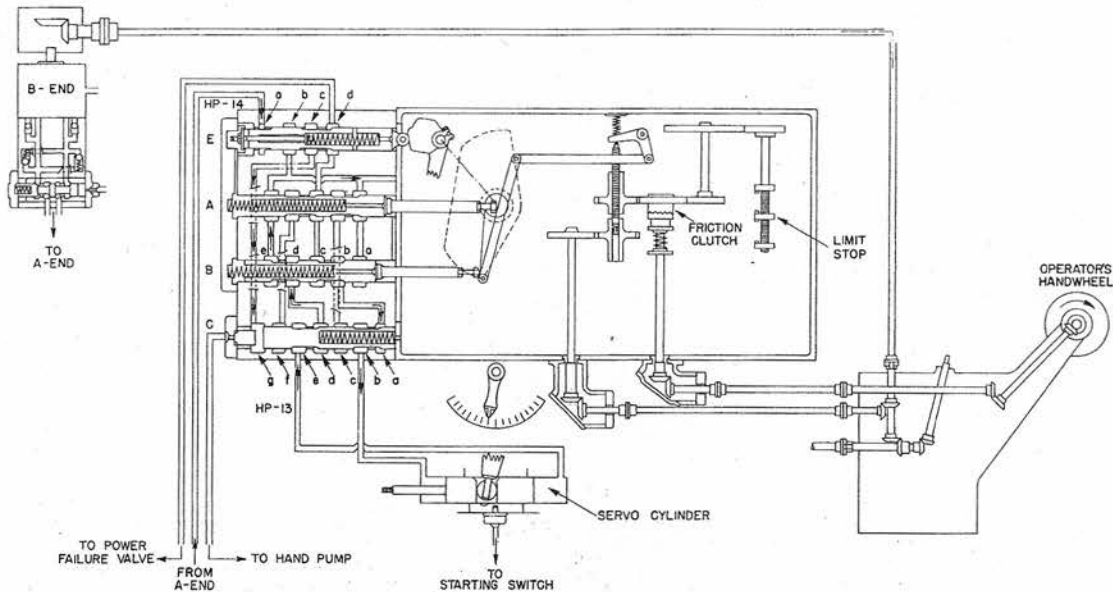 B-END
TO
A-END
HP-14
a b c d
E
A
e d c b a
B
C
g f e d c b a
HP-13
FRICTION
CLUTCH
LIMIT
STOP
OPERATOR'S
HANDWHEEL
SERVO CYLINDER
TO
STARTING SWITCH
TO POWER
FAILURE VALVE
FROM
A-END
TO HAND PUMP